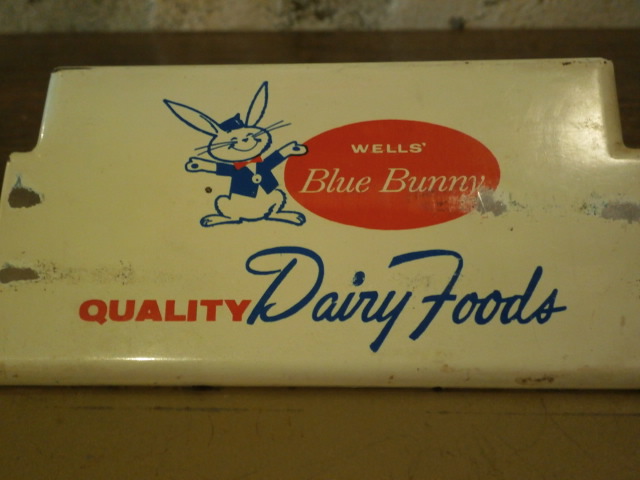 WELLS'
Blue Bunny
QUALITY Dairy Foods